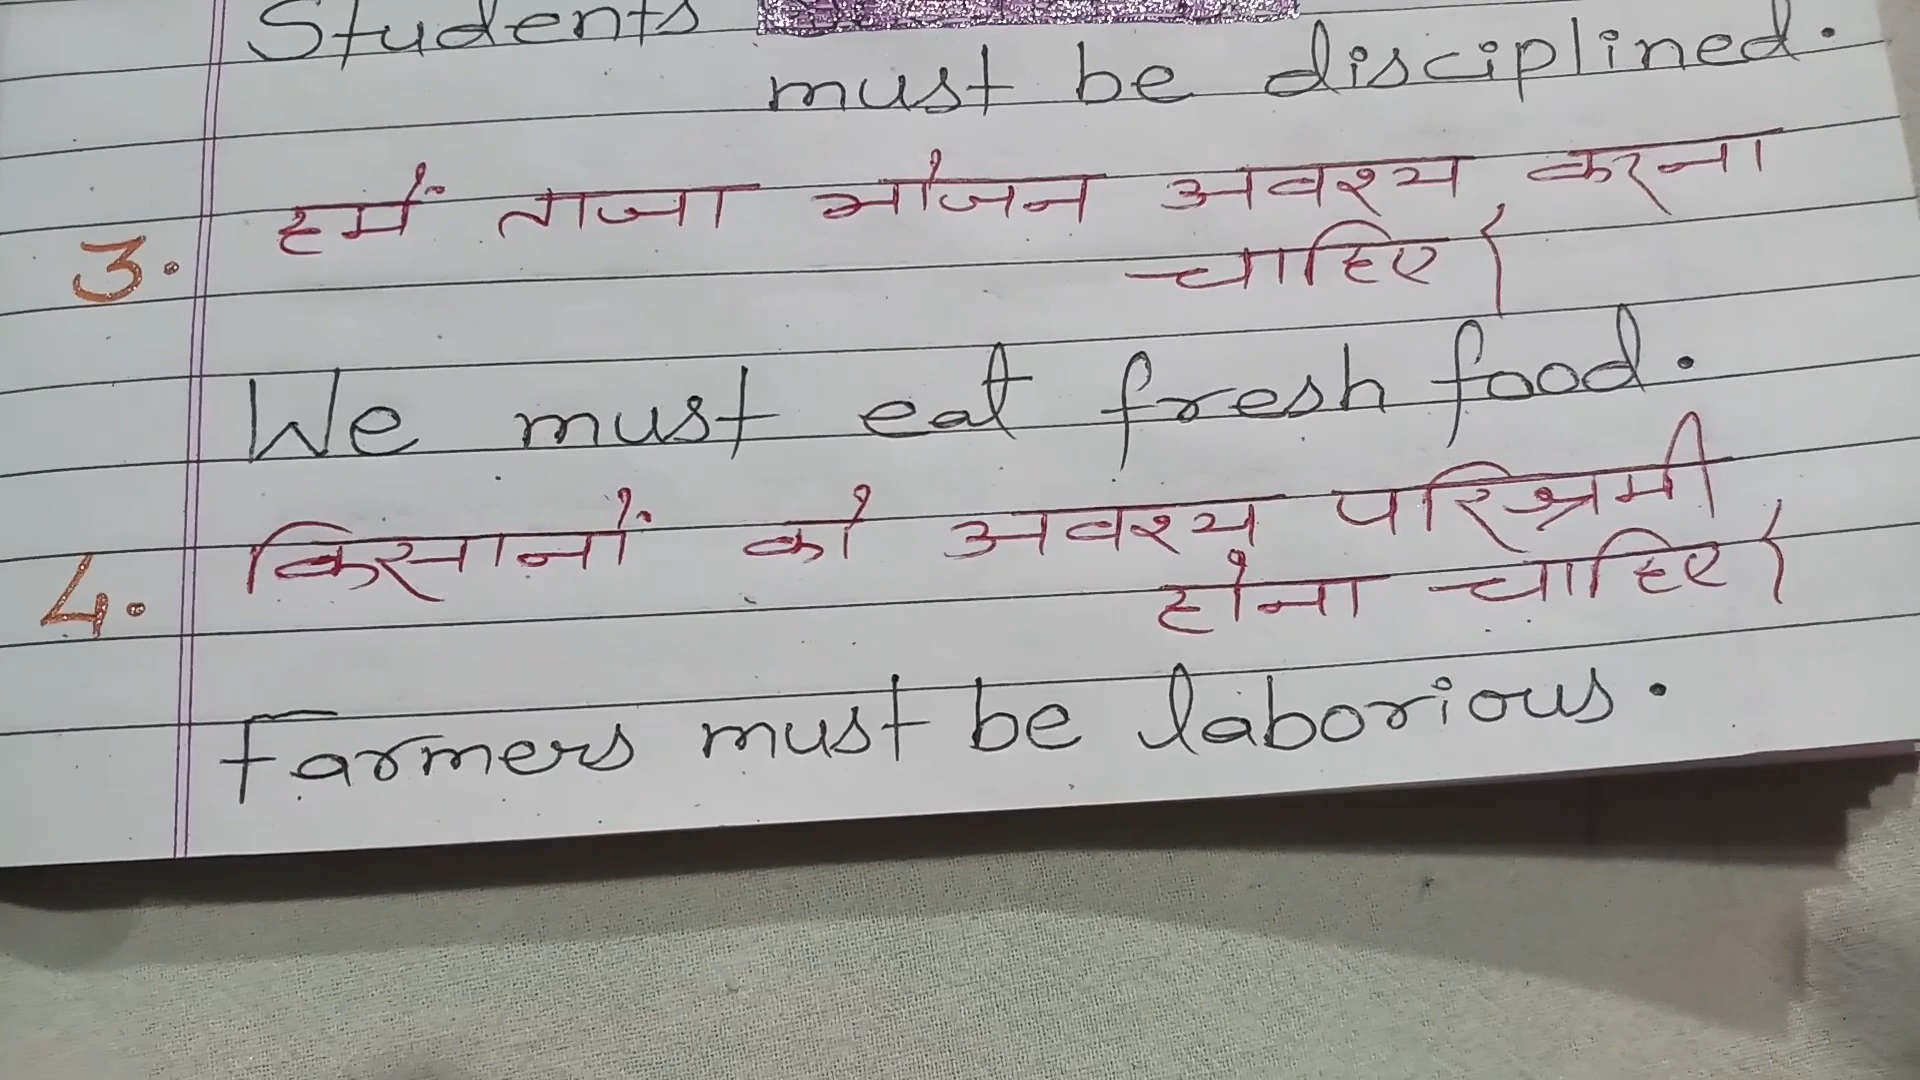 Students
must be disciplined.
3. हमें ताजा भोजन अवश्य करना
चाहिए {
We must eat fresh food.
4. किसानों को अवश्य परिश्रमी
होना चाहिए {
Farmers must be laborious.